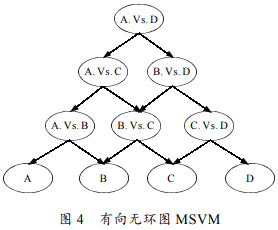 A. Vs. D
A. Vs. C B. Vs. D
A. Vs. B B. Vs. C C. Vs. D
A B C D
图 4 有向无环图 MSVM